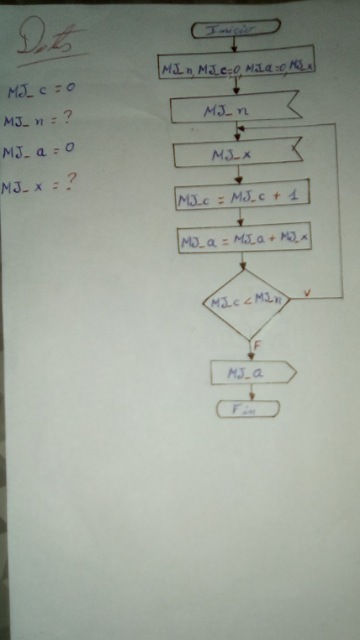 Datos
MJ_c = 0
MJ_n = ?
MJ_a = 0
MJ_x = ?
Inicio
MJ_n, MJ_c=0, MJ_a=0, MJ_x
MJ_n
MJ_x
MJ_c = MJ_c + 1
MJ_a = MJ_a + MJ_x
MJ_c < MJ_n
V
F
MJ_a
Fin